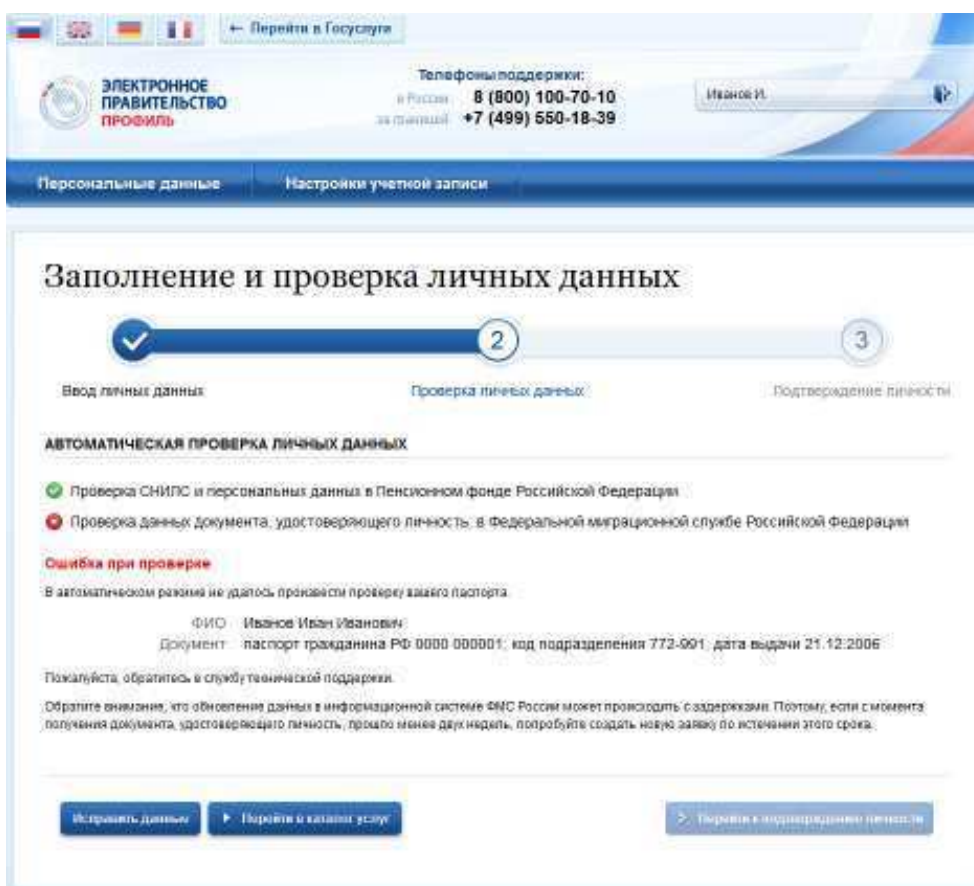 ← Перейти в Госуслуги
ЭЛЕКТРОННОЕ
ПРАВИТЕЛЬСТВО
ПРОФИЛЬ
Телефоны поддержки:
в России 8 (800) 100-70-10
за границей +7 (499) 550-18-39
Иванов И.
Персональные данные Настройки учетной записи
Заполнение и проверка личных данных
2 3
Ввод личных данных Проверка личных данных Подтверждение личности
АВТОМАТИЧЕСКАЯ ПРОВЕРКА ЛИЧНЫХ ДАННЫХ
Проверка СНИЛС и персональных данных в Пенсионном фонде Российской Федерации
Проверка данных документа, удостоверяющего личность, в Федеральной миграционной службе Российской Федерации
Ошибка при проверке
В автоматическом режиме не удалось произвести проверку вашего паспорта.
ФИО Иванов Иван Иванович
Документ паспорт гражданина РФ 0000 000001, код подразделения 772-991, дата выдачи 21.12.2006
Пожалуйста, обратитесь в службу технической поддержки.
Обратите внимание, что обновление данных в информационной системе ФМС России может происходить с задержками. Поэтому, если с момента
получения документа, удостоверяющего личность, прошло менее двух недель, попробуйте создать новую заявку по истечении этого срока.
Исправить данные Перейти в каталог услуг Перейти к подтверждению личности